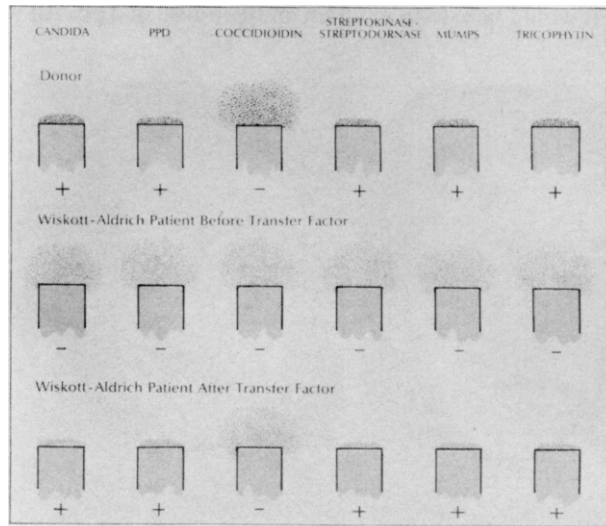 CANDIDA PPD COCCIDIOIDIN STREPTOKINASE-
STREPTODORNASE MUMPS TRICOPHYTIN
Donor
+ + − + + +
Wiskott-Aldrich Patient Before Transfer Factor
− − − − − −
Wiskott-Aldrich Patient After Transfer Factor
+ + − + + +